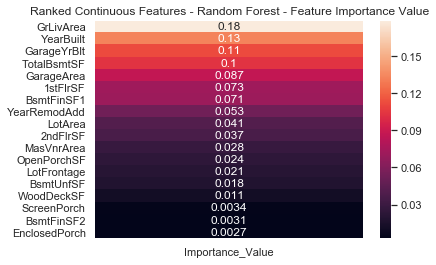 Ranked Continuous Features - Random Forest - Feature Importance Value
GrLivArea 0.18
YearBuilt 0.13
GarageYrBlt 0.11
TotalBsmtSF 0.1
GarageArea 0.087
1stFlrSF 0.073
BsmtFinSF1 0.071
YearRemodAdd 0.053
LotArea 0.041
2ndFlrSF 0.037
MasVnrArea 0.028
OpenPorchSF 0.024
LotFrontage 0.021
BsmtUnfSF 0.018
WoodDeckSF 0.011
ScreenPorch 0.0034
BsmtFinSF2 0.0031
EnclosedPorch 0.0027
Importance_Value
0.15
0.12
0.09
0.06
0.03